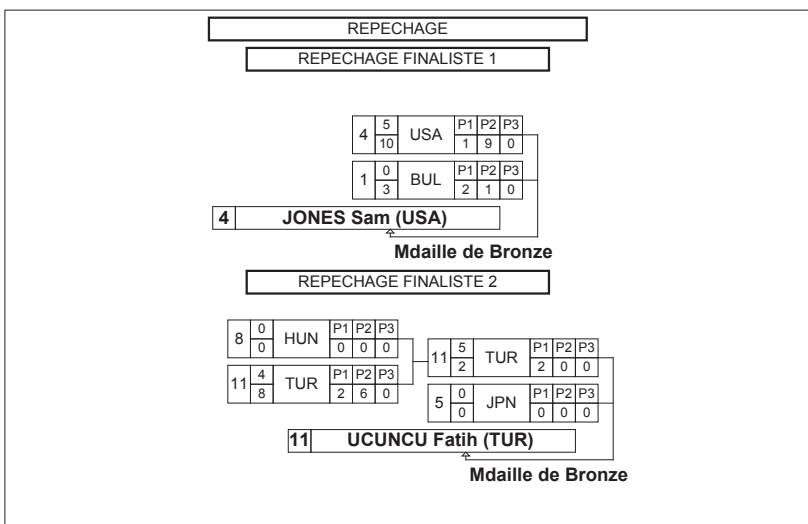 REPECHAGE
REPECHAGE FINALISTE 1
4 5 USA P1 P2 P3
10 1 9 0
1 0 BUL P1 P2 P3
3 2 1 0
4 JONES Sam (USA)
Mdaille de Bronze
REPECHAGE FINALISTE 2
8 0 HUN P1 P2 P3
0 0 0 0
11 4 TUR P1 P2 P3
8 2 6 0
11 5 TUR P1 P2 P3
2 2 0 0
5 0 JPN P1 P2 P3
0 0 0 0
11 UCUNCU Fatih (TUR)
Mdaille de Bronze